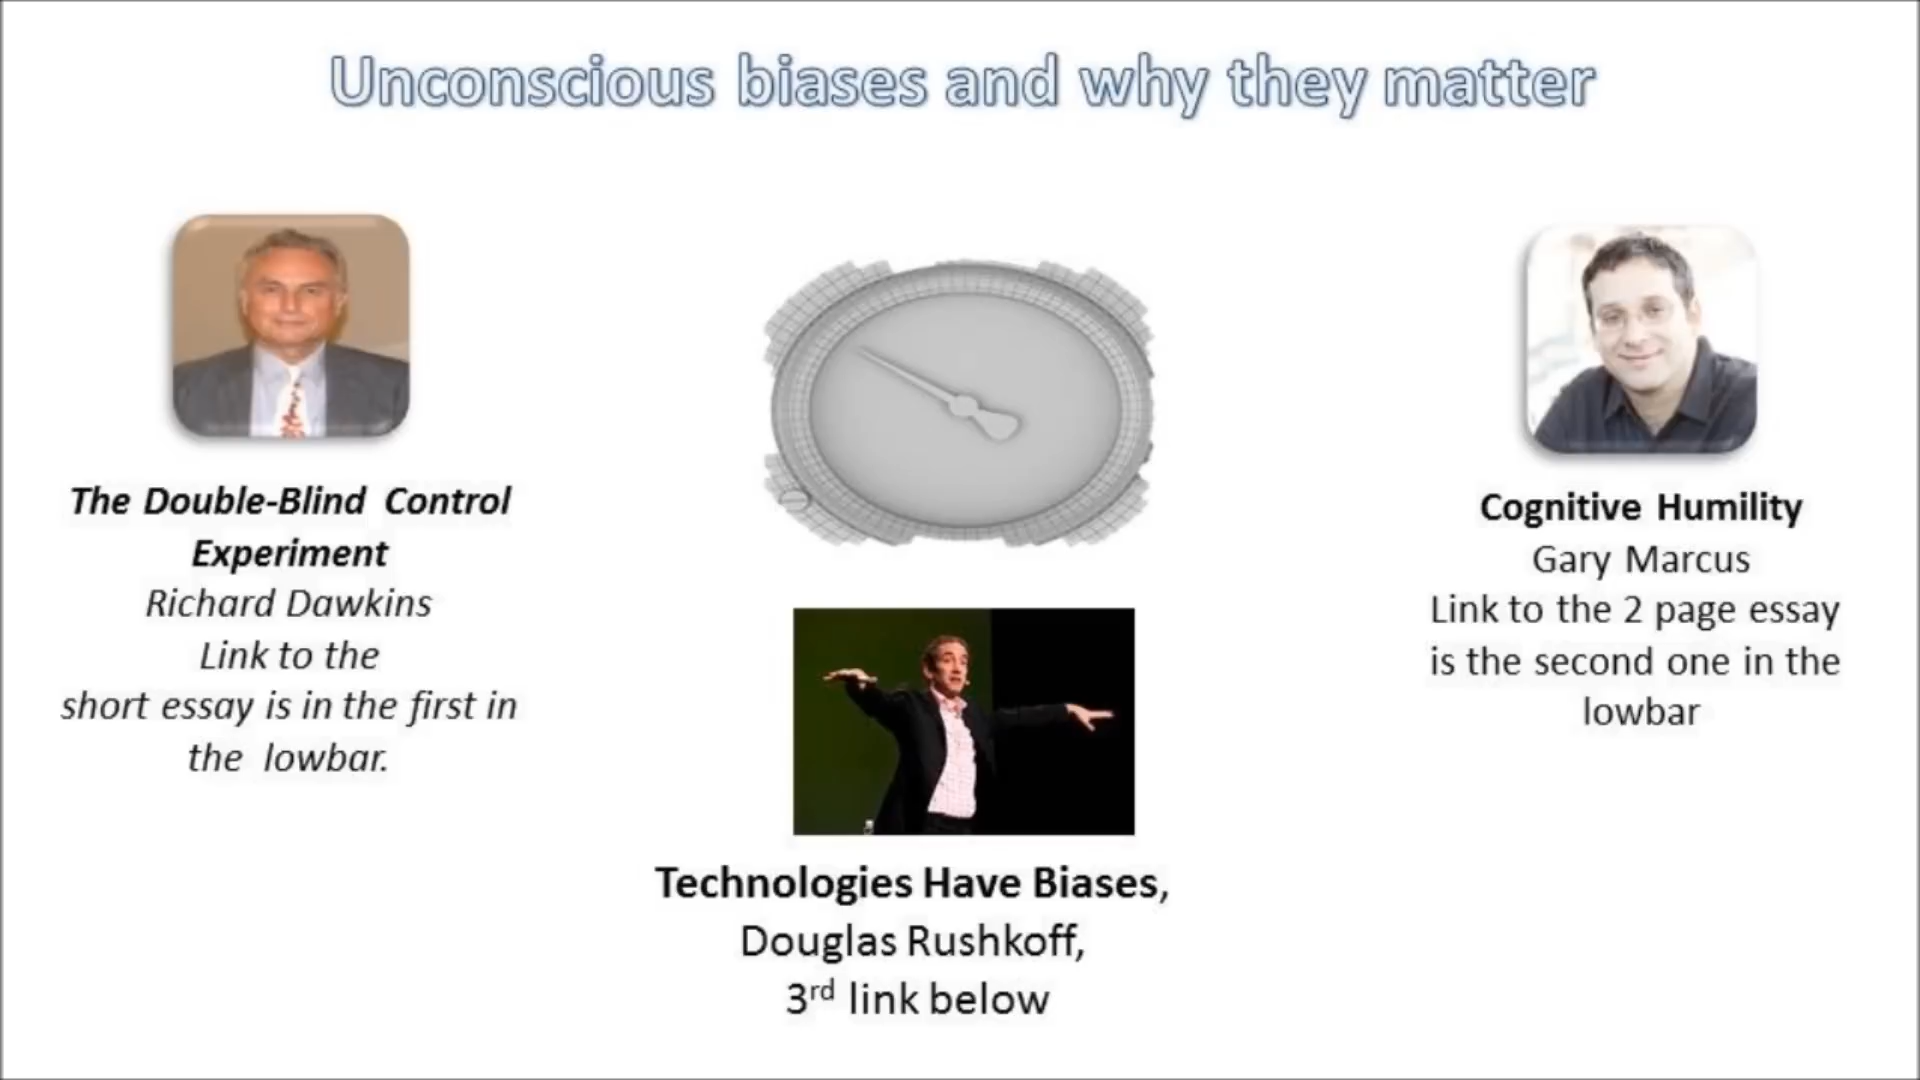 Unconscious biases and why they matter
The Double-Blind Control
Experiment
Richard Dawkins
Link to the
short essay is in the first in
the lowbar.
Technologies Have Biases,
Douglas Rushkoff,
3rd link below
Cognitive Humility
Gary Marcus
Link to the 2 page essay
is the second one in the
lowbar